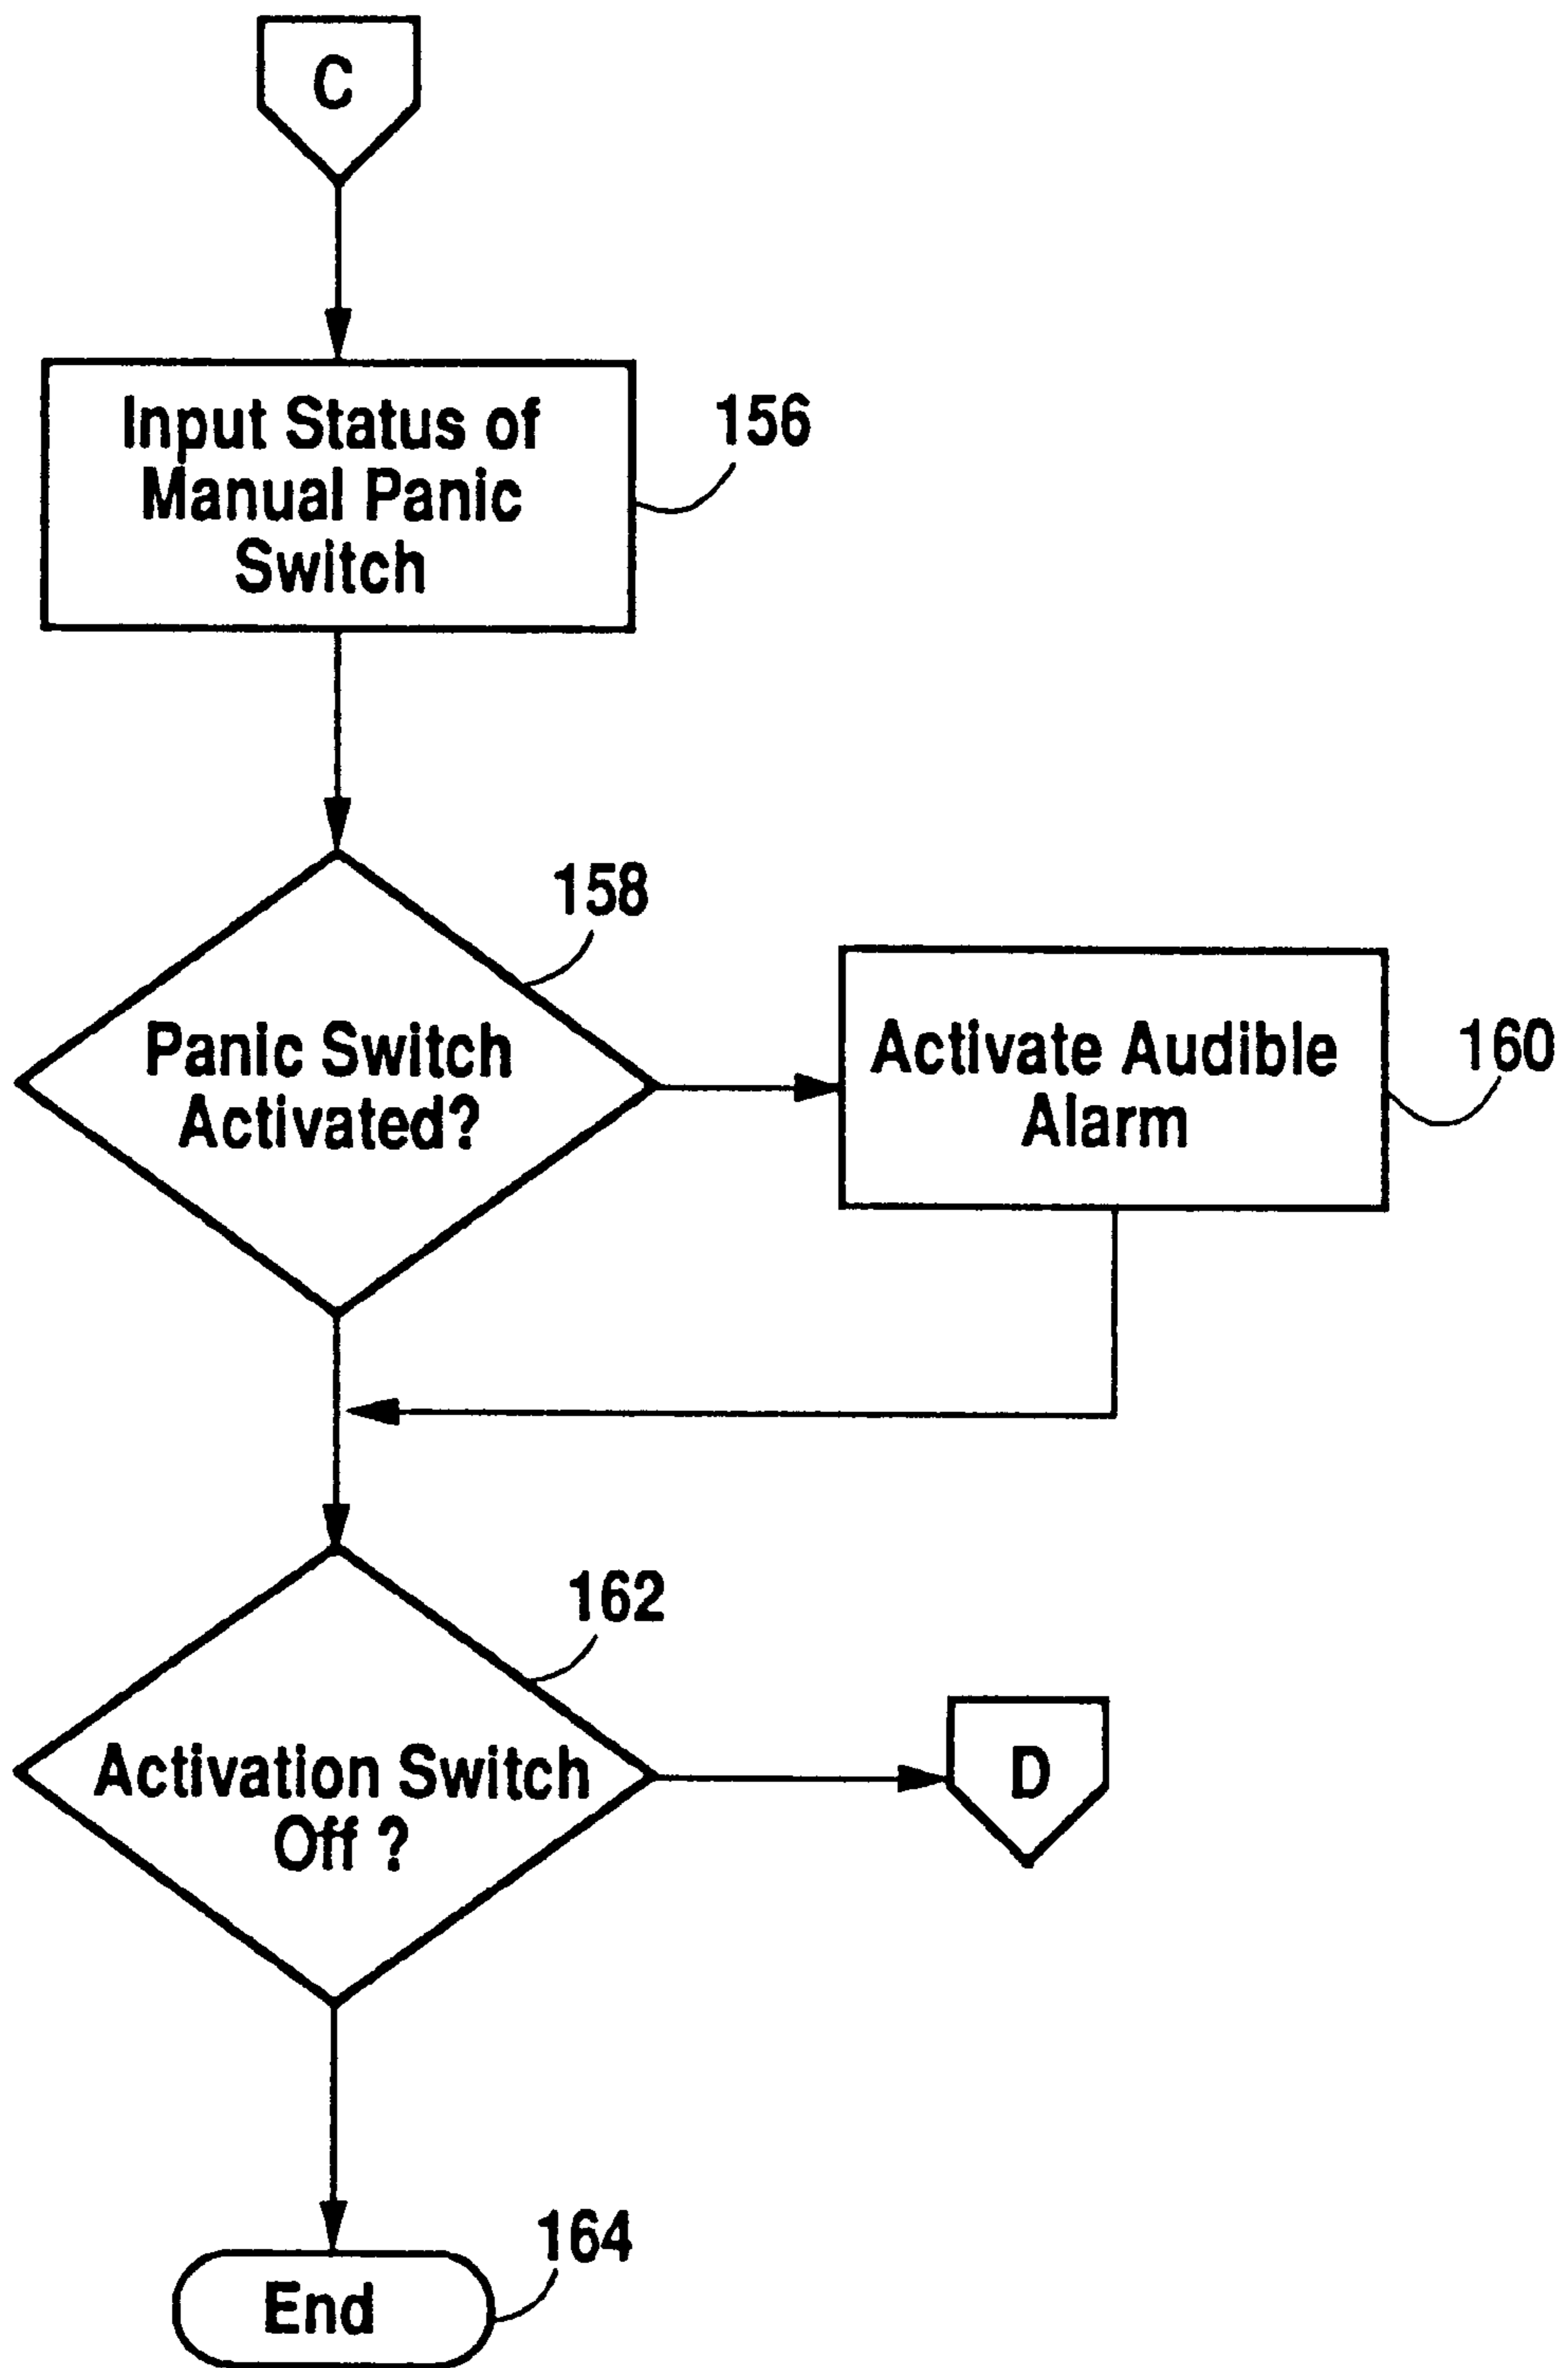 C
Input Status of
Manual Panic
Switch
156
158
Panic Switch
Activated?
Activate Audible
Alarm
160
162
Activation Switch
Off ?
D
164
End